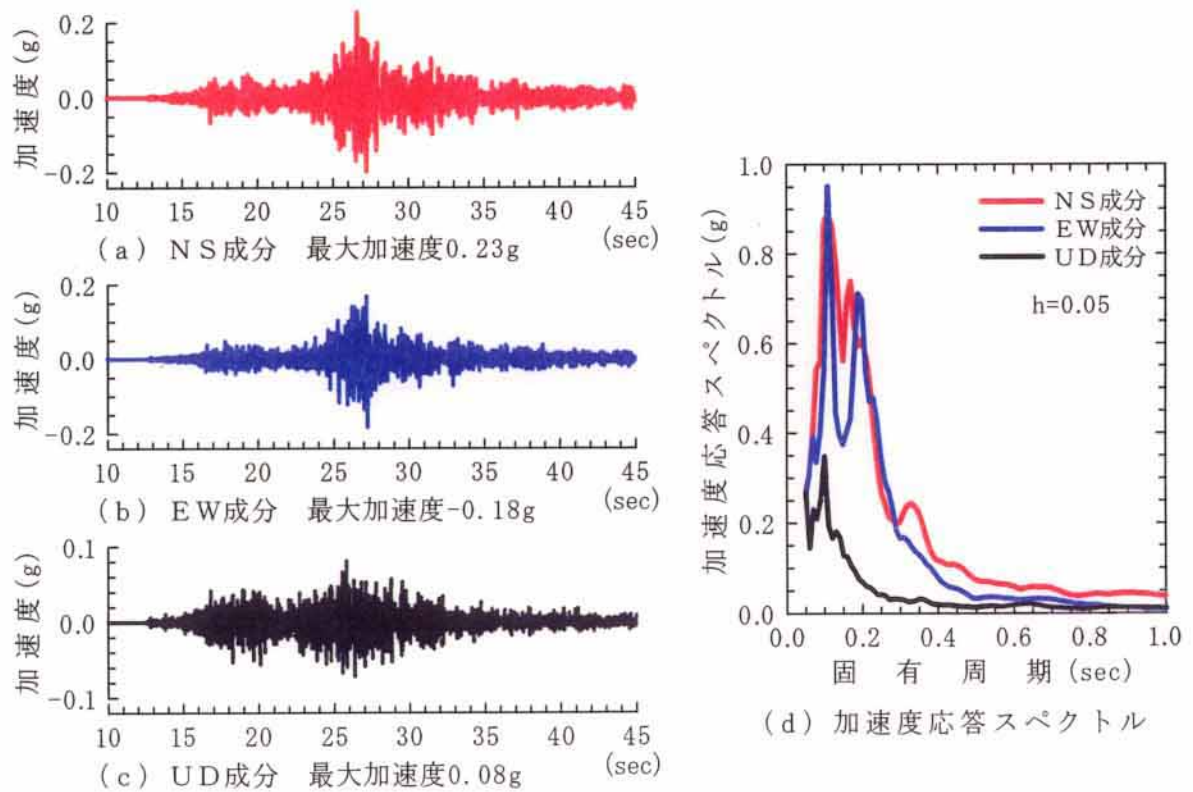 加速度(g)
0.2
0.0
-0.2
10 15 20 25 30 35 40 45
(sec)
(a) NS成分 最大加速度0.23g
加速度(g)
0.2
0.0
-0.2
10 15 20 25 30 35 40 45
(sec)
(b) EW成分 最大加速度-0.18g
加速度(g)
0.1
0.0
-0.1
10 15 20 25 30 35 40 45
(sec)
(c) UD成分 最大加速度0.08g
加速度応答スペクトル(g)
1.0
0.8
0.6
0.4
0.2
0.0
NS成分
EW成分
UD成分
h=0.05
0.0 0.2 0.4 0.6 0.8 1.0
固有周期(sec)
(d) 加速度応答スペクトル